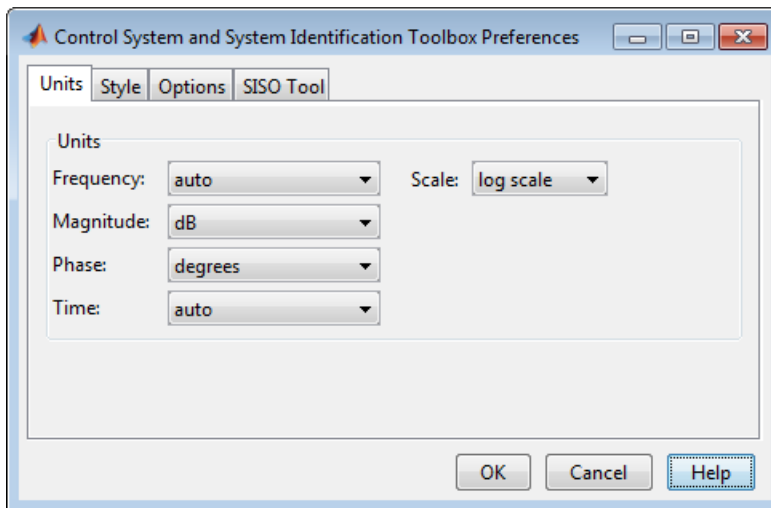 Control System and System Identification Toolbox Preferences
Units Style Options SISO Tool
Units
Frequency: auto Scale: log scale
Magnitude: dB
Phase: degrees
Time: auto
OK Cancel Help